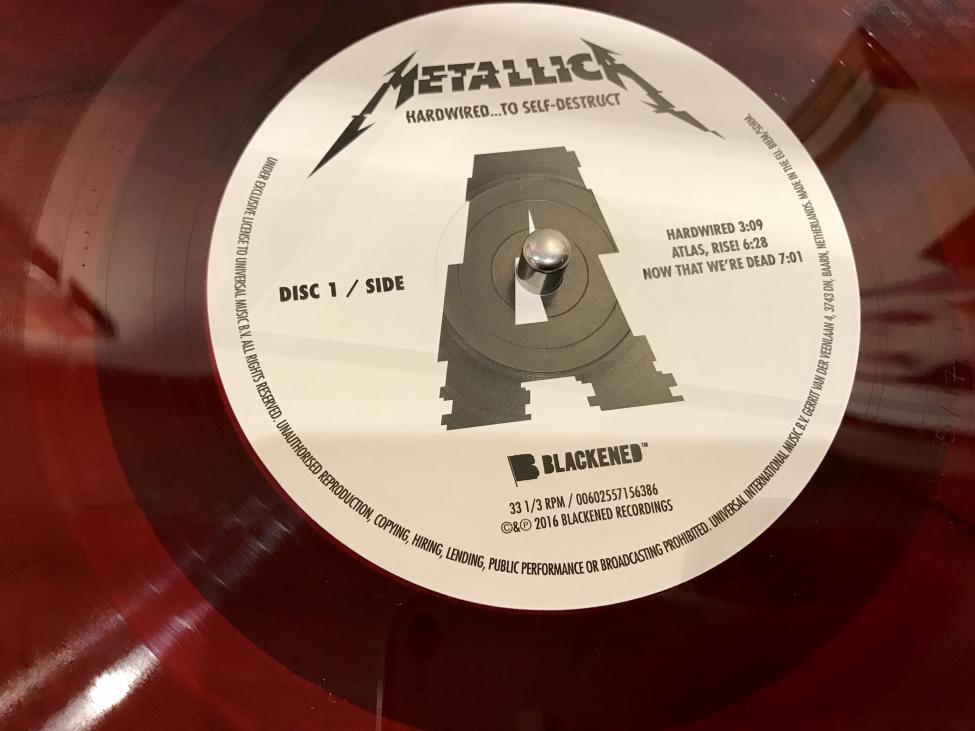 METALLICA
HARDWIRED...TO SELF-DESTRUCT
DISC 1 / SIDE
A
HARDWIRED 3:09
ATLAS, RISE! 6:28
NOW THAT WE'RE DEAD 7:01
BLACKENED™
33 1/3 RPM / 00602557156386
©&℗ 2016 BLACKENED RECORDINGS
UNDER EXCLUSIVE LICENSE TO UNIVERSAL MUSIC B.V. ALL RIGHTS RESERVED. UNAUTHORISED REPRODUCTION, COPYING, HIRING, LENDING, PUBLIC PERFORMANCE OR BROADCASTING PROHIBITED. UNIVERSAL INTERNATIONAL MUSIC B.V. GERRIT VAN DER VEENLAAN 4, 3743 DN, BAARN, NETHERLANDS. MADE IN THE EU. BIEM/SDRM.